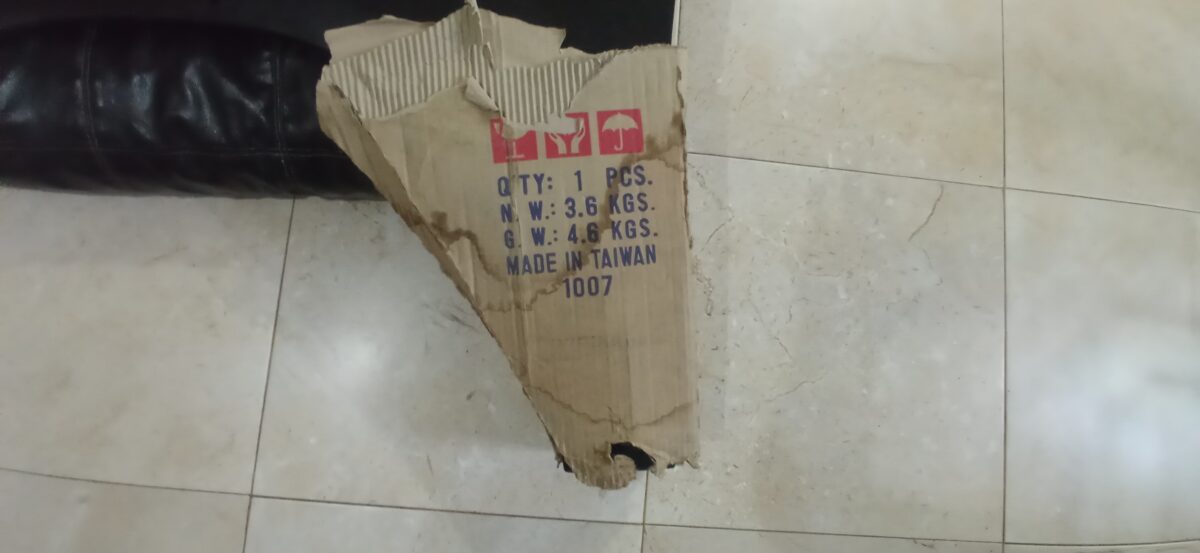 Q'TY: 1 PCS.
N. W.: 3.6 KGS.
G. W.: 4.6 KGS.
MADE IN TAIWAN
1007